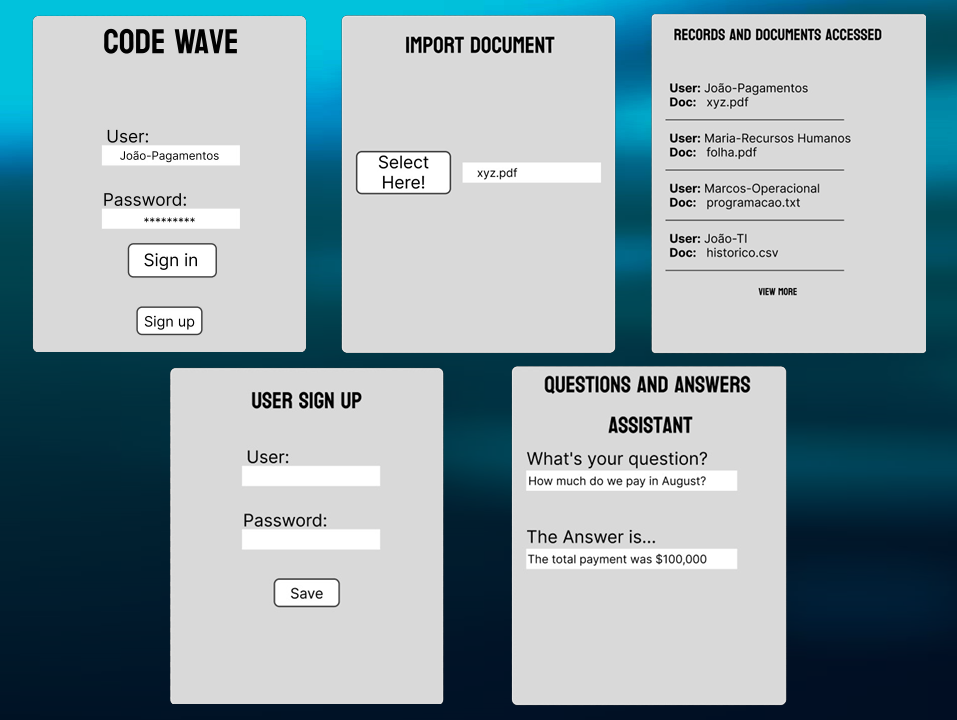 CODE WAVE
User:
João-Pagamentos
Password:
*********
Sign in
Sign up
IMPORT DOCUMENT
Select
Here!
xyz.pdf
RECORDS AND DOCUMENTS ACCESSED
User: João-Pagamentos
Doc: xyz.pdf
User: Maria-Recursos Humanos
Doc: folha.pdf
User: Marcos-Operacional
Doc: programacao.txt
User: João-TI
Doc: historico.csv
VIEW MORE
USER SIGN UP
User:
Password:
Save
QUESTIONS AND ANSWERS
ASSISTANT
What's your question?
How much do we pay in August?
The Answer is...
The total payment was $100,000